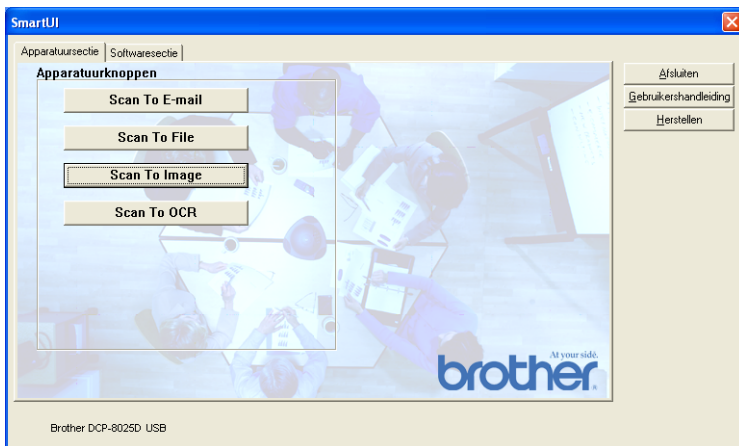 SmartUI
Apparatuursectie Softwaresectie
Apparatuurknoppen
Scan To E-mail
Scan To File
Scan To Image
Scan To OCR
Afsluiten
Gebruikershandleiding
Herstellen
At your side.
brother
Brother DCP-8025D USB